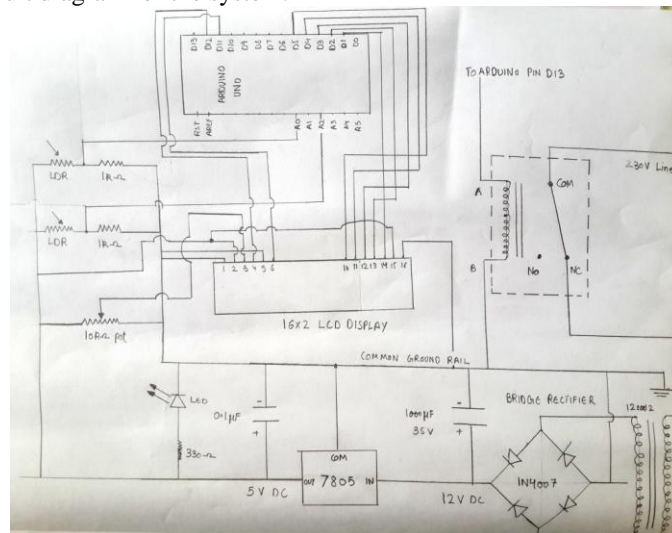 D13 D12 D11 D10 D9 D8 D7 D6 D5 D4 D3 D2 D1 D0
ARDUINO
UNO
RST AREF A0 A1 A2 A3 A4 A5
TO ARDUINO PIN D13
230V Line
COM
A
B
NO
NC
LDR
1K-Ω
LDR
1K-Ω
1 2 3 4 5 6 10 11 12 13 14 15 16
16X2 LCD DISPLAY
10kΩ pot
COMMON GROUND RAIL
LED
330-Ω
0.1μF
-
+
1000μF
35V
-
+
BRIDGE RECTIFIER
IN4007
COM
OUT 7805 IN
5V DC
12V DC